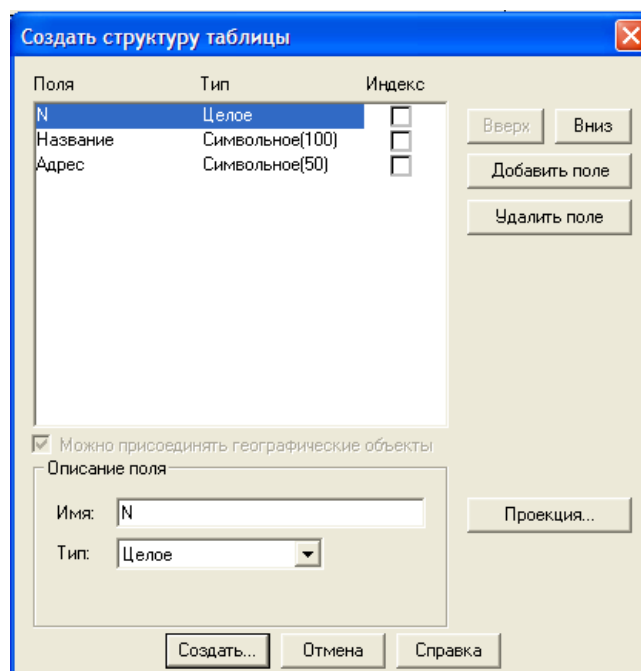 Создать структуру таблицы
Поля Тип Индекс
N Целое
Название Символьное(100)
Адрес Символьное(50)
Вверх Вниз
Добавить поле
Удалить поле
Можно присоединять географические объекты
Описание поля
Имя: N
Проекция...
Тип: Целое
Создать... Отмена Справка